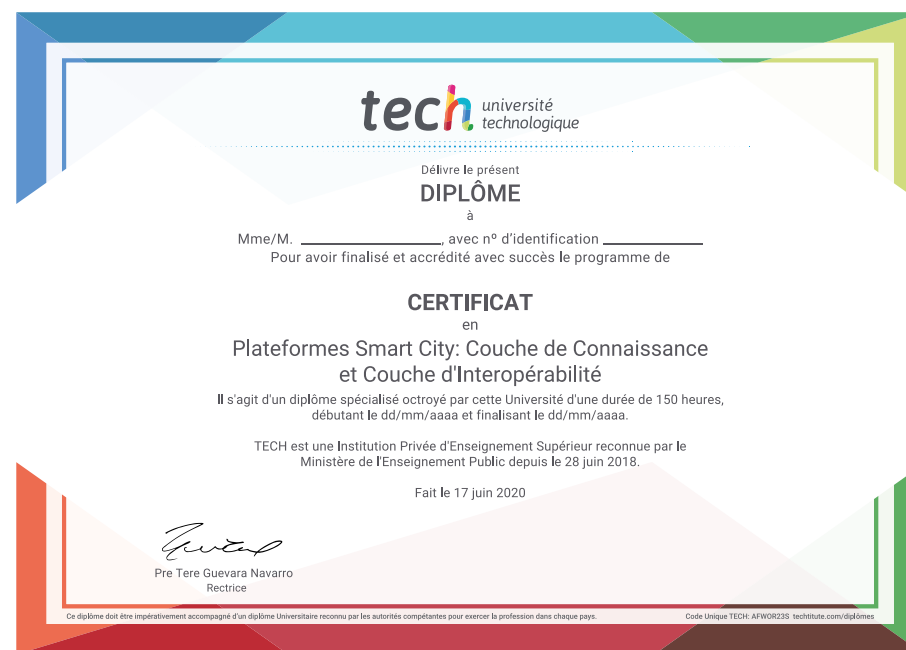 tech université
technologique
Délivre le présent
DIPLÔME
à
Mme/M. ____________________, avec nº d'identification ______________
Pour avoir finalisé et accrédité avec succès le programme de
CERTIFICAT
en
Plateformes Smart City: Couche de Connaissance
et Couche d'Interopérabilité
Il s'agit d'un diplôme spécialisé octroyé par cette Université d'une durée de 150 heures,
débutant le dd/mm/aaaa et finalisant le dd/mm/aaaa.
TECH est une Institution Privée d'Enseignement Supérieur reconnue par le
Ministère de l'Enseignement Public depuis le 28 juin 2018.
Fait le 17 juin 2020
Pre Tere Guevara Navarro
Rectrice
Ce diplôme doit être impérativement accompagné d'un diplôme Universitaire reconnu par les autorités compétentes pour exercer la profession dans chaque pays.
Code Unique TECH: AFWOR23S techtitute.com/diplômes